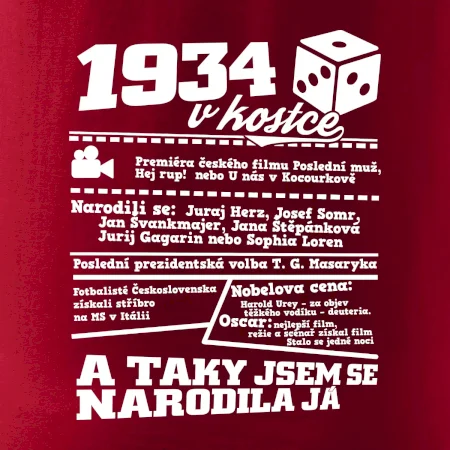 1934
v kostce
Premiéra českého filmu Poslední muž,
Hej rup! nebo U nás v Kocourkově
Narodili se: Juraj Herz, Josef Somr,
Jan Švankmajer, Jana Štěpánková
Jurij Gagarin nebo Sophia Loren
Poslední prezidentská volba T. G. Masaryka
Fotbalisté Československa
získali stříbro
na MS v Itálii
Nobelova cena:
Harold Urey – za objev
těžkého vodíku – deuteria.
Oscar: nejlepší film,
režie a scénář získal film
Stalo se jedné noci
A TAKY JSEM SE
NARODILA JÁ